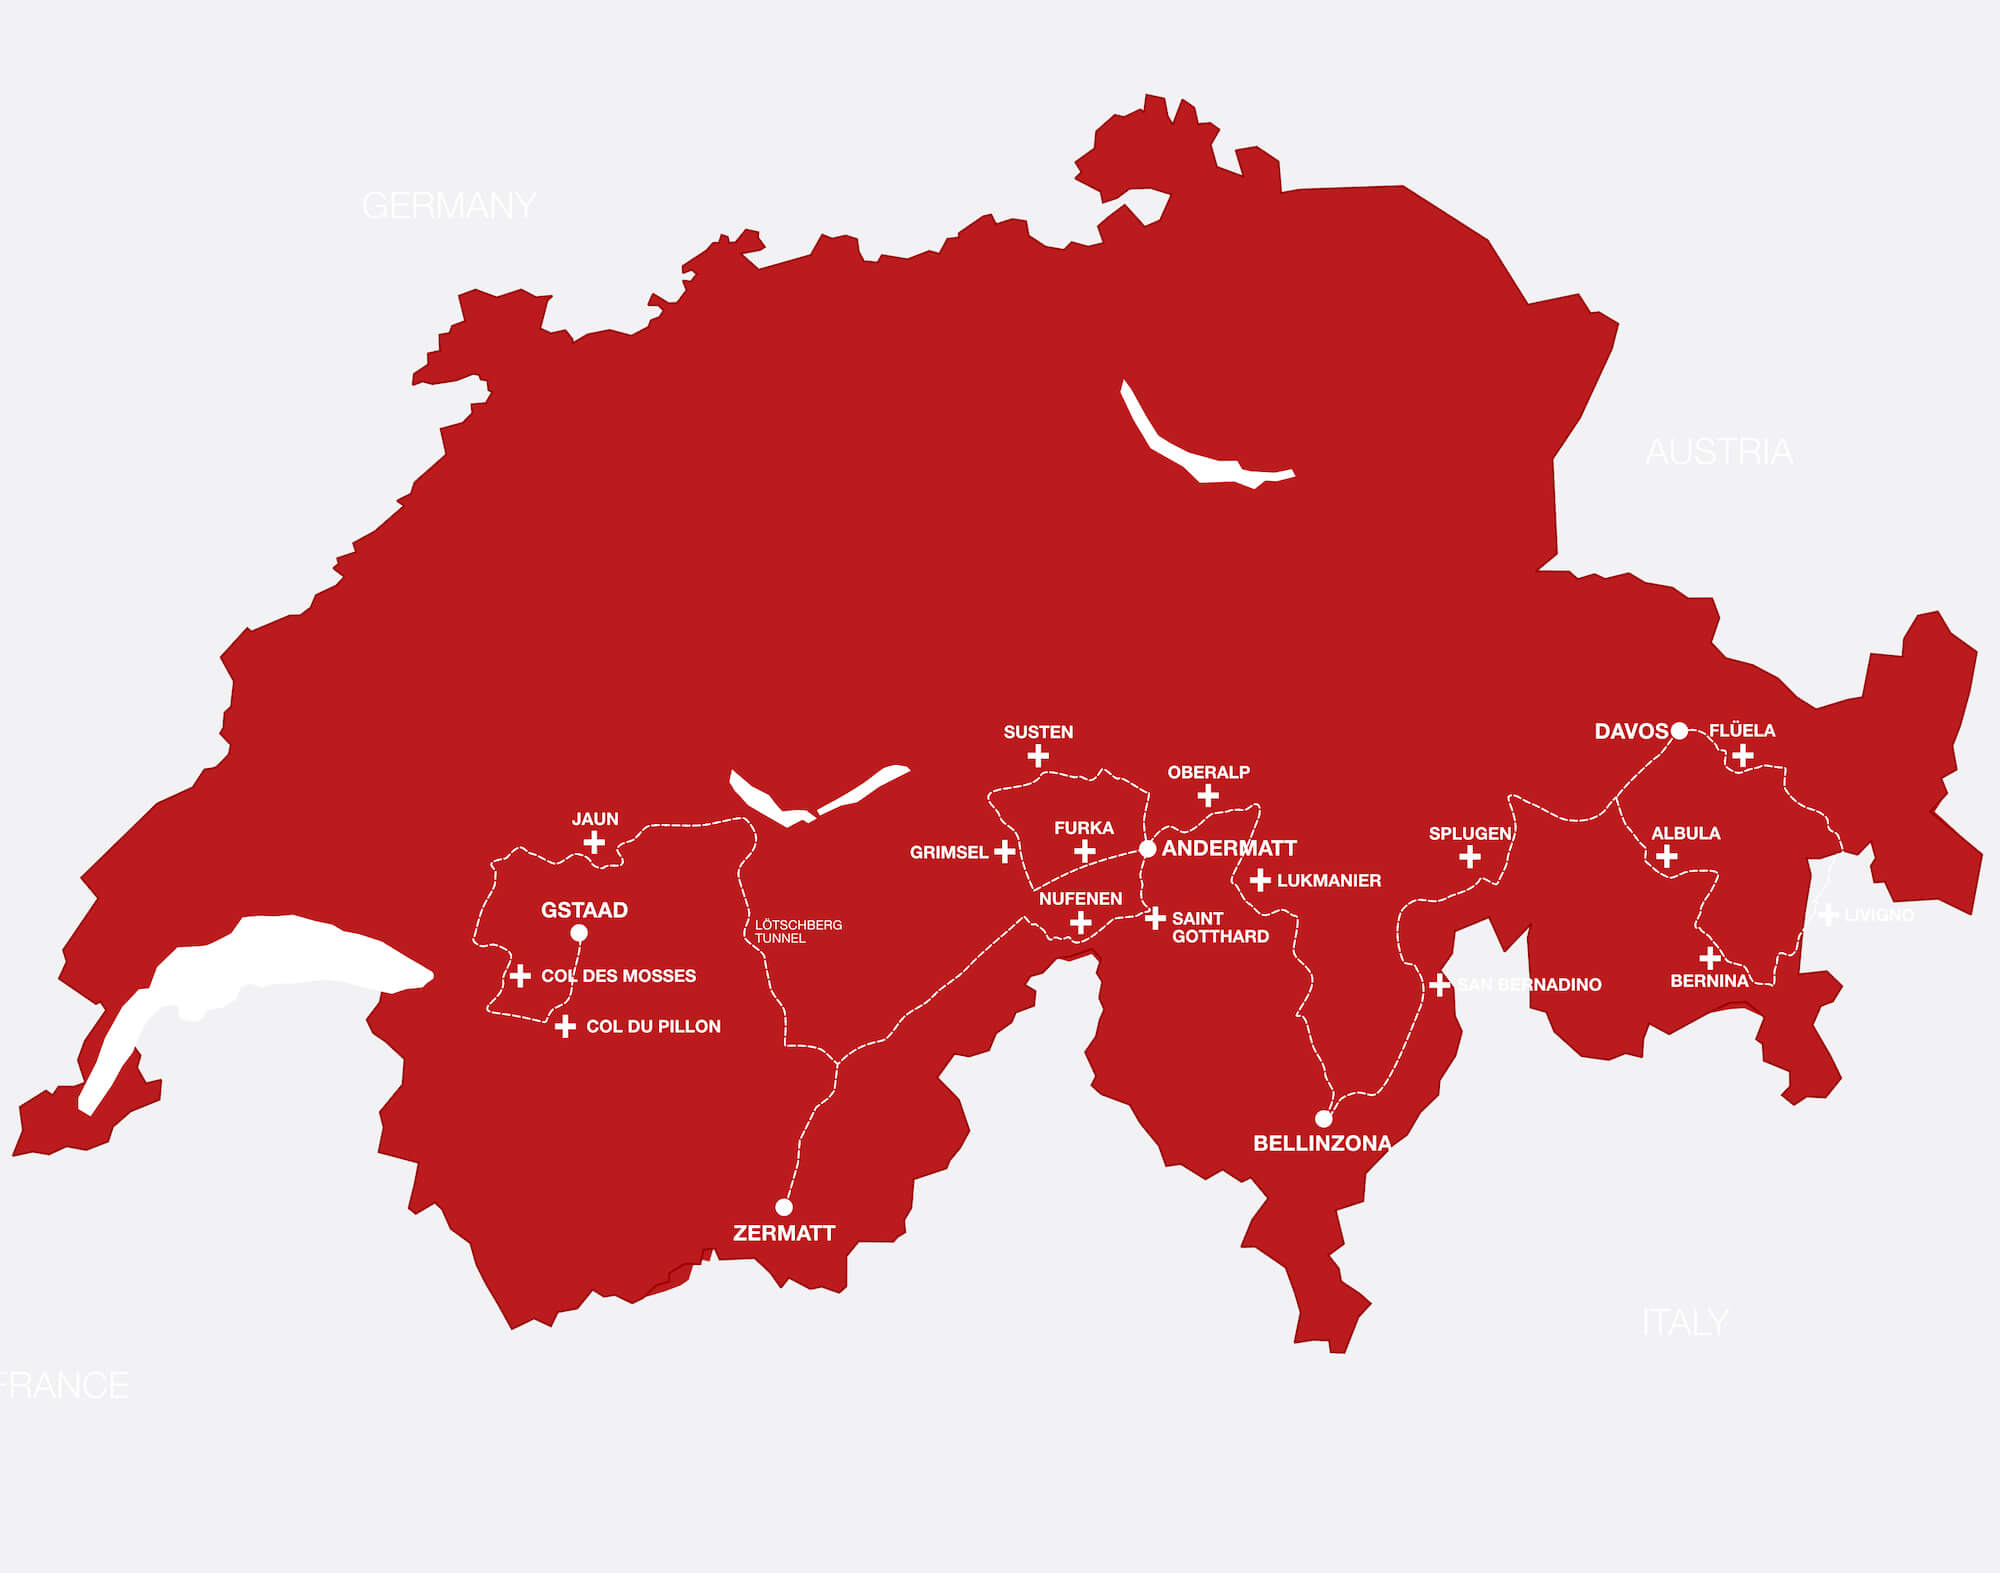 GERMANY
AUSTRIA
SUSTEN
DAVOS
FLÜELA
OBERALP
JAUN
FURKA
SPLUGEN
ALBULA
GRIMSEL
ANDERMATT
LUKMANIER
NUFENEN
GSTAAD
SAINT
GOTTHARD
LÖTSCHBERG
TUNNEL
LIVIGNO
COL DES MOSSES
SAN BERNADINO
BERNINA
COL DU PILLON
BELLINZONA
ZERMATT
ITALY
FRANCE